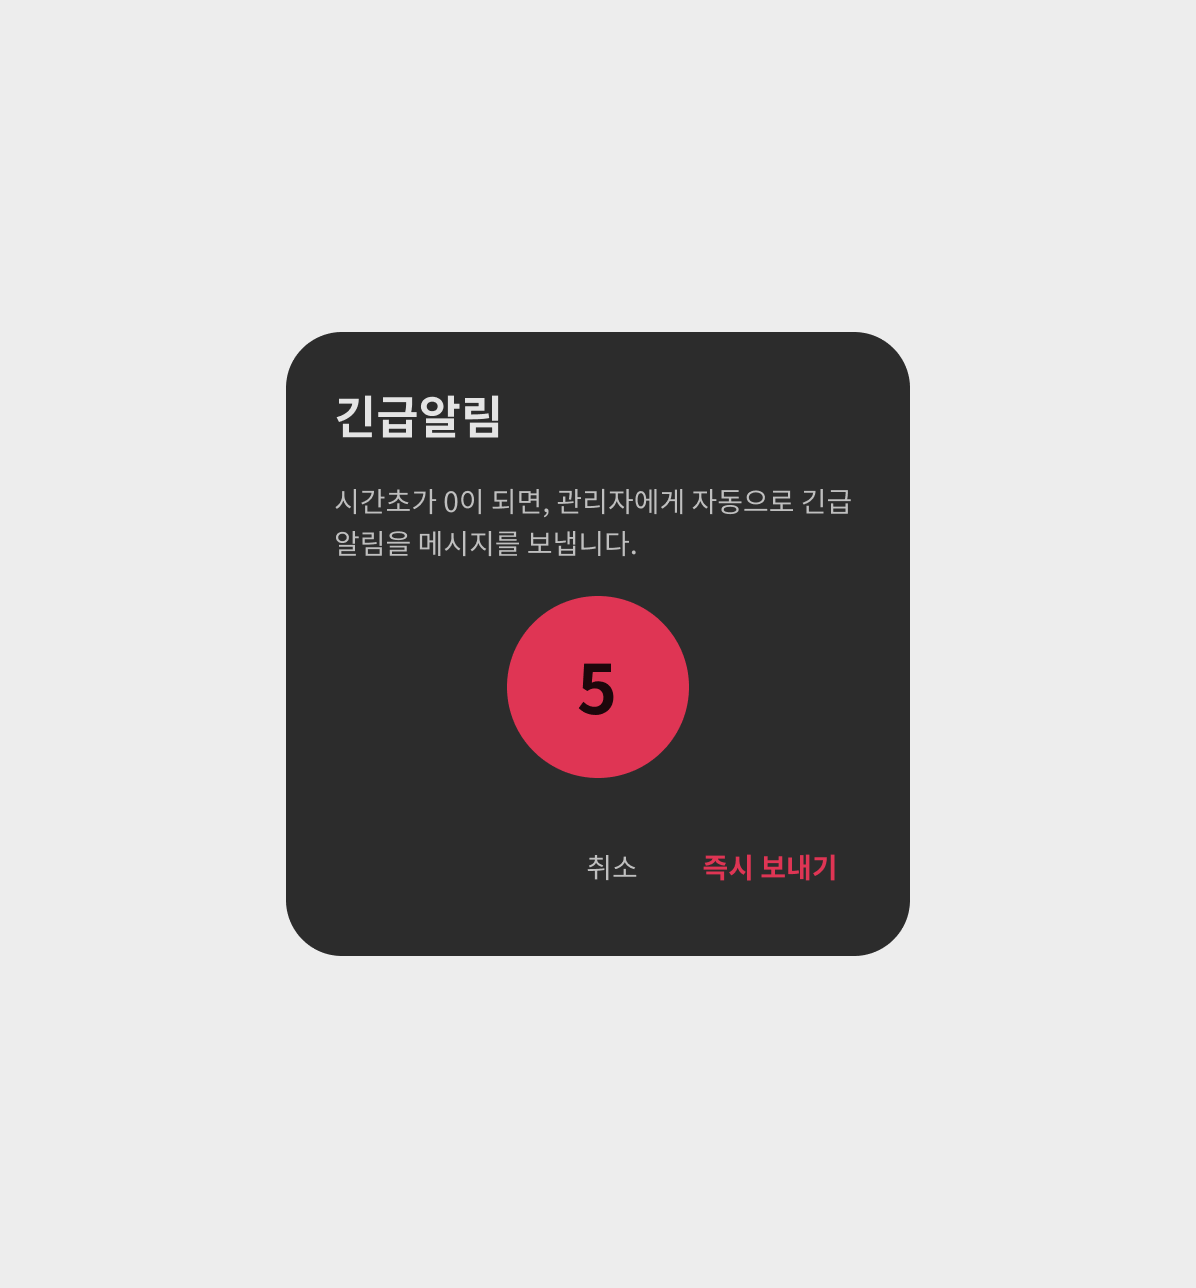 긴급알림
시간초가 0이 되면, 관리자에게 자동으로 긴급
알림을 메시지를 보냅니다.
5
취소 즉시 보내기